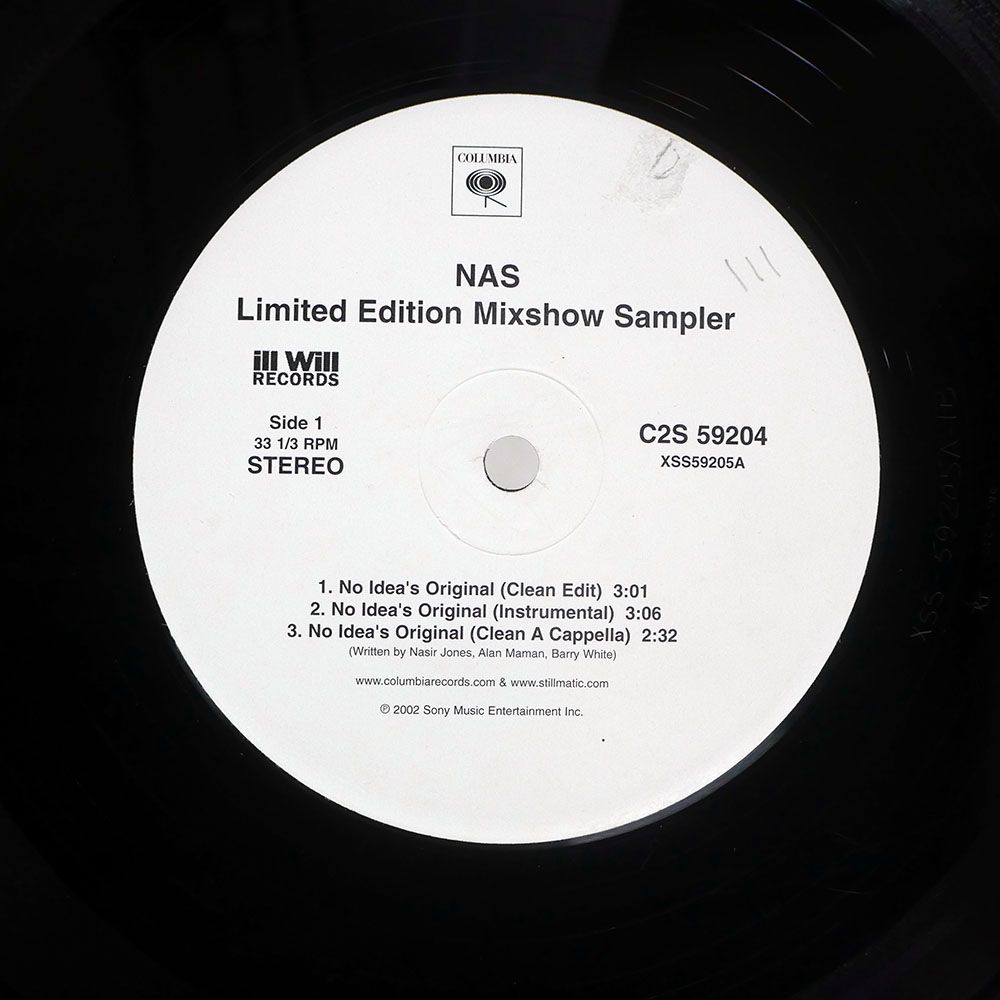 COLUMBIA
NAS
Limited Edition Mixshow Sampler
ill Will
RECORDS
Side 1
33 1/3 RPM
STEREO
C2S 59204
XSS59205A
1. No Idea's Original (Clean Edit) 3:01
2. No Idea's Original (Instrumental) 3:06
3. No Idea's Original (Clean A Cappella) 2:32
(Written by Nasir Jones, Alan Maman, Barry White)
www.columbiarecords.com & www.stillmatic.com
℗ 2002 Sony Music Entertainment Inc.